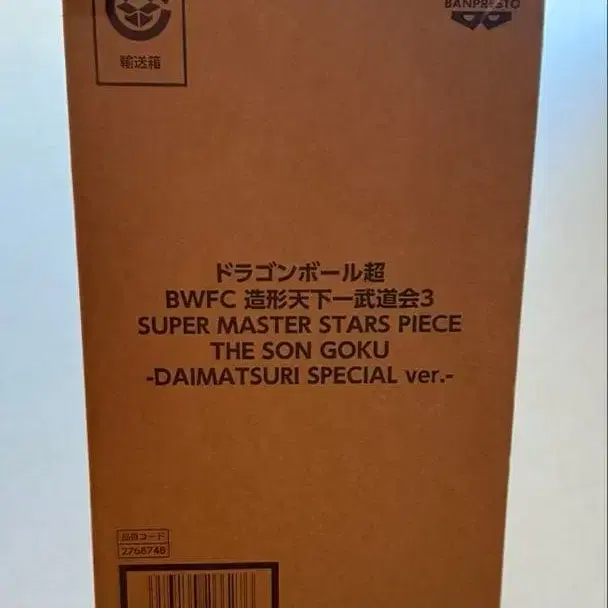 輸送箱
BANPRESTO
ドラゴンボール超
BWFC 造形天下一武道会3
SUPER MASTER STARS PIECE
THE SON GOKU
-DAIMATSURI SPECIAL ver.-
品番コード
2768748